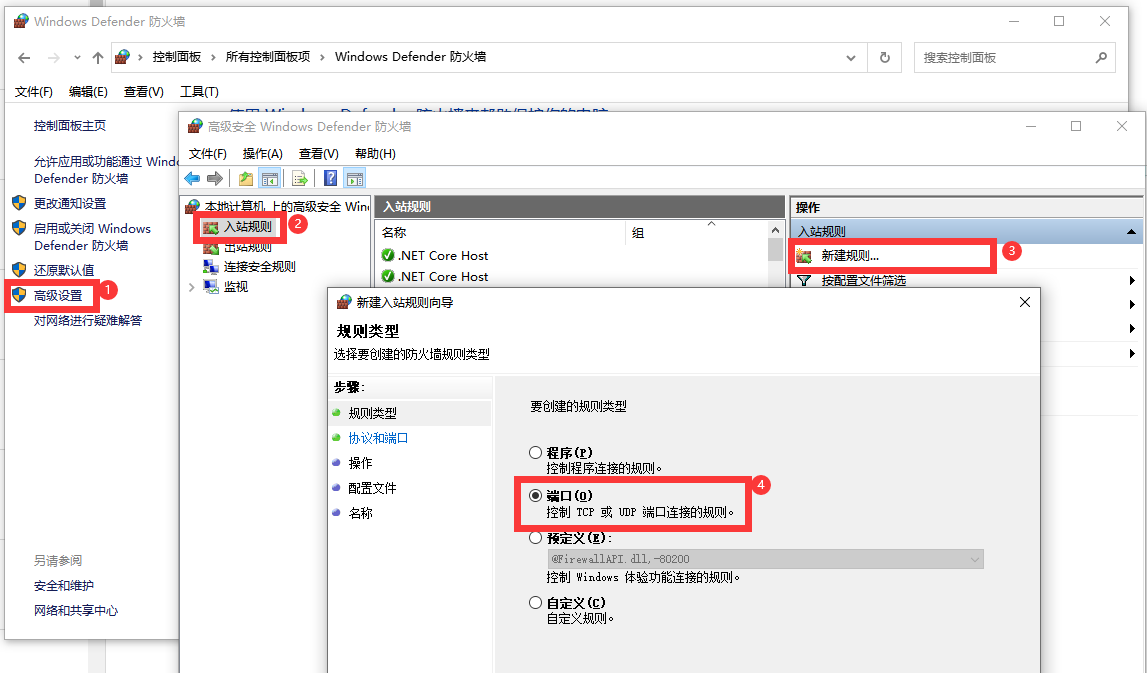 Windows Defender 防火墙
控制面板
所有控制面板项
Windows Defender 防火墙
搜索控制面板
文件(F) 编辑(E) 查看(V) 工具(T)
控制面板主页
允许应用或功能通过 Windo
Defender 防火墙
更改通知设置
启用或关闭 Windows
Defender 防火墙
还原默认值
高级设置
1
对网络进行疑难解答
另请参阅
安全和维护
网络和共享中心
高级安全 Windows Defender 防火墙
文件(F) 操作(A) 查看(V) 帮助(H)
本地计算机 上的高级安全 Win
入站规则
2
出站规则
连接安全规则
监视
入站规则
名称 组
.NET Core Host
.NET Core Host
操作
入站规则
新建规则...
3
按配置文件筛选
新建入站规则向导
规则类型
选择要创建的防火墙规则类型
步骤:
规则类型
协议和端口
操作
配置文件
名称
要创建的规则类型
程序(P)
控制程序连接的规则。
端口(O)
控制 TCP 或 UDP 端口连接的规则。
4
预定义(E):
@FirewallAPI.dll,-80200
控制 Windows 体验功能连接的规则。
自定义(C)
自定义规则。